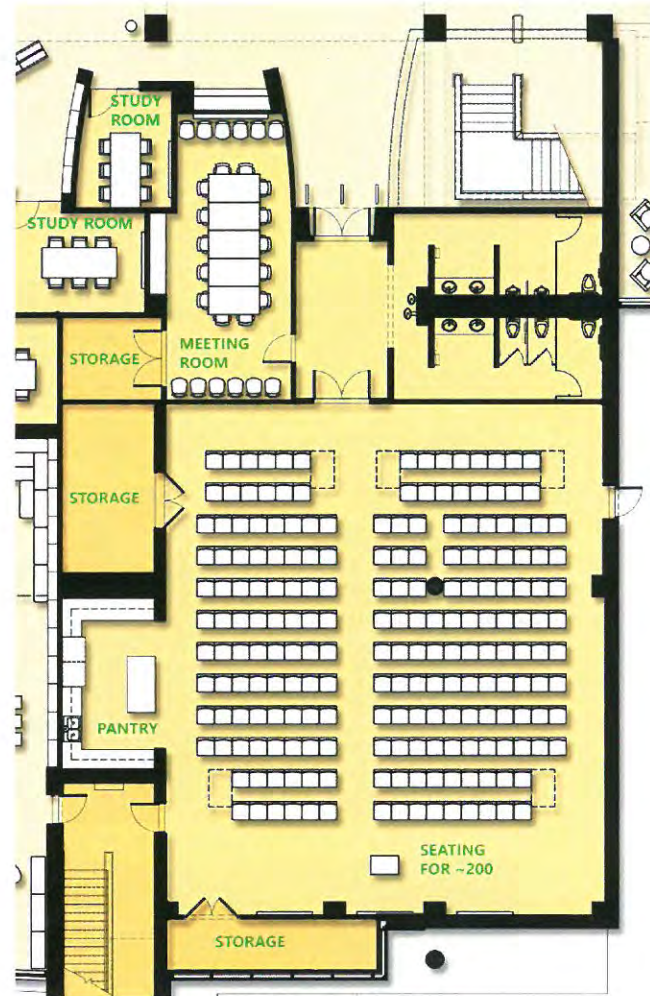 STUDY
ROOM
STUDY ROOM
MEETING
ROOM
STORAGE
STORAGE
PANTRY
SEATING
FOR ~200
STORAGE